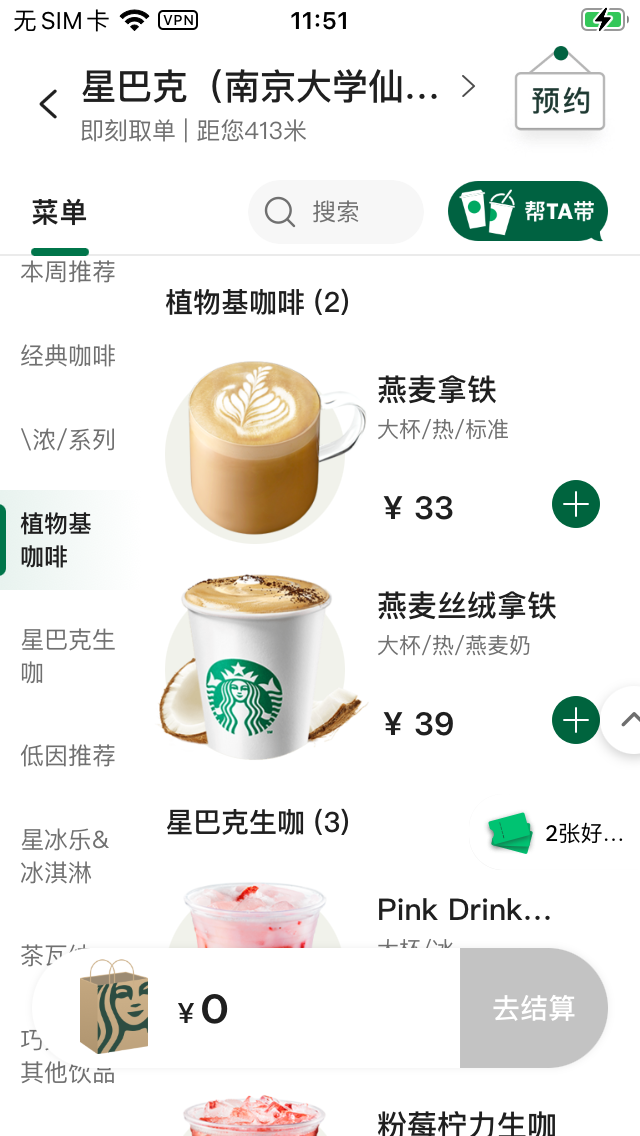 无SIM卡 VPN 11:51
星巴克（南京大学仙...
即刻取单 | 距您413米
预约
菜单
搜索
帮TA带
本周推荐
经典咖啡
\浓/系列
植物基
咖啡
星巴克生
咖
低因推荐
星冰乐&
冰淇淋
茶瓦纳
巧
其他饮品
植物基咖啡 (2)
燕麦拿铁
大杯/热/标准
¥ 33
燕麦丝绒拿铁
大杯/热/燕麦奶
¥ 39
星巴克生咖 (3)
2张好...
Pink Drink...
大杯/冰
¥ 0
去结算
粉莓柠力生咖